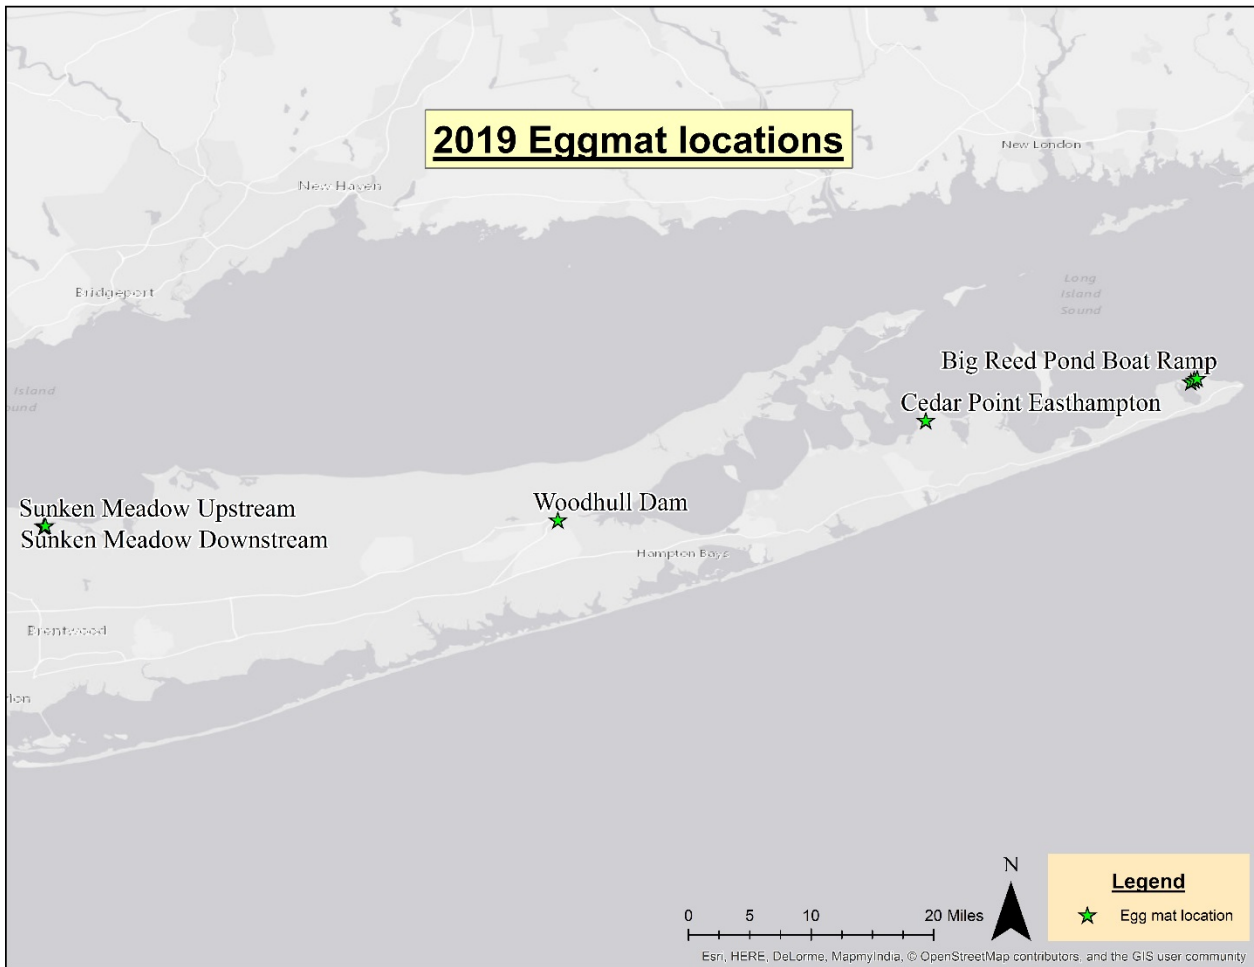 2019 Eggmat locations
New London
New Haven
Bridgeport
Long
Island
Sound
Big Reed Pond Boat Ramp
Island
ound
Cedar Point Easthampton
Sunken Meadow Upstream
Woodhull Dam
Sunken Meadow Downstream
Hampton Bays
Brentwood
lon
N
Legend
Egg mat location
0 5 10 20 Miles
Esri, HERE, DeLorme, MapmyIndia, © OpenStreetMap contributors, and the GIS user community